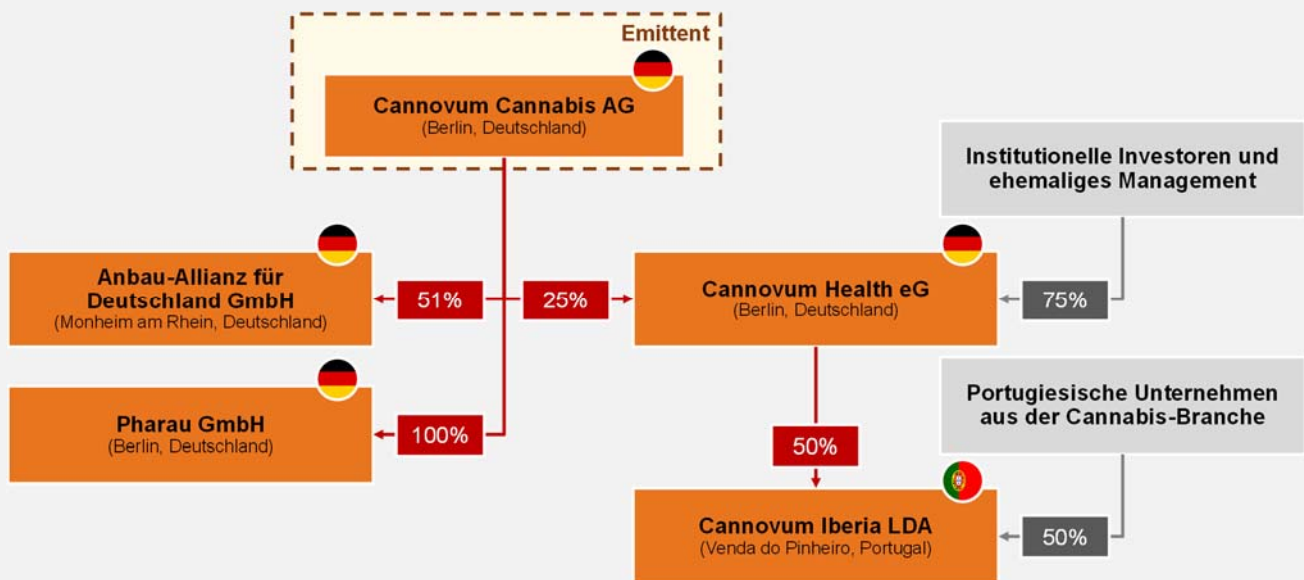 Emittent
Cannovum Cannabis AG
(Berlin, Deutschland)
Institutionelle Investoren und
ehemaliges Management
Anbau-Allianz für
Deutschland GmbH
(Monheim am Rhein, Deutschland)
51%
25%
Cannovum Health eG
(Berlin, Deutschland)
75%
Pharau GmbH
(Berlin, Deutschland)
100%
Portugiesische Unternehmen
aus der Cannabis-Branche
50%
Cannovum Iberia LDA
(Venda do Pinheiro, Portugal)
50%